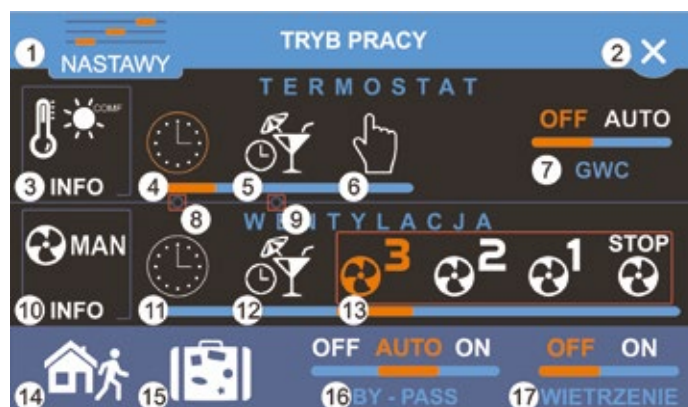 TRYB PRACY
1 NASTAWY 2
TERMOSTAT
COMF
OFF AUTO
3 INFO 4 5 6 7 GWC
8 9
WENTYLACJA
MAN 3 2 1 STOP
10 INFO 11 12 13
OFF AUTO ON OFF ON
14 15 16 BY - PASS 17 WIETRZENIE